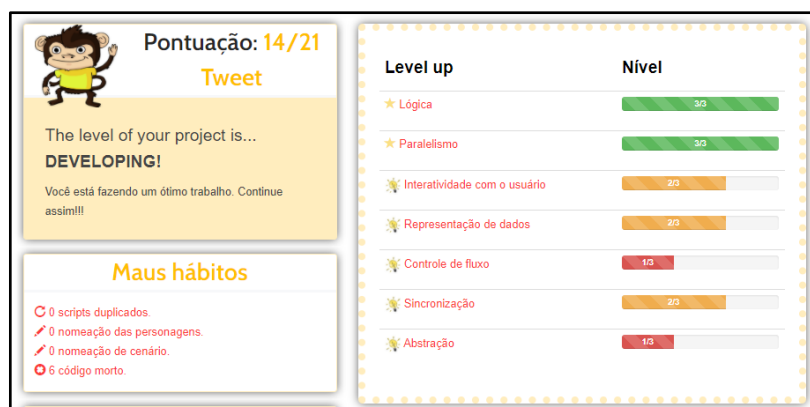 Pontuação: 14/21
Tweet
The level of your project is...
DEVELOPING!
Você está fazendo um ótimo trabalho. Continue
assim!!!
Maus hábitos
0 scripts duplicados.
0 nomeação das personagens.
0 nomeação de cenário.
6 código morto.
Level up Nível
Lógica 3/3
Paralelismo 3/3
Interatividade com o usuário 2/3
Representação de dados 2/3
Controle de fluxo 1/3
Sincronização 2/3
Abstração 1/3